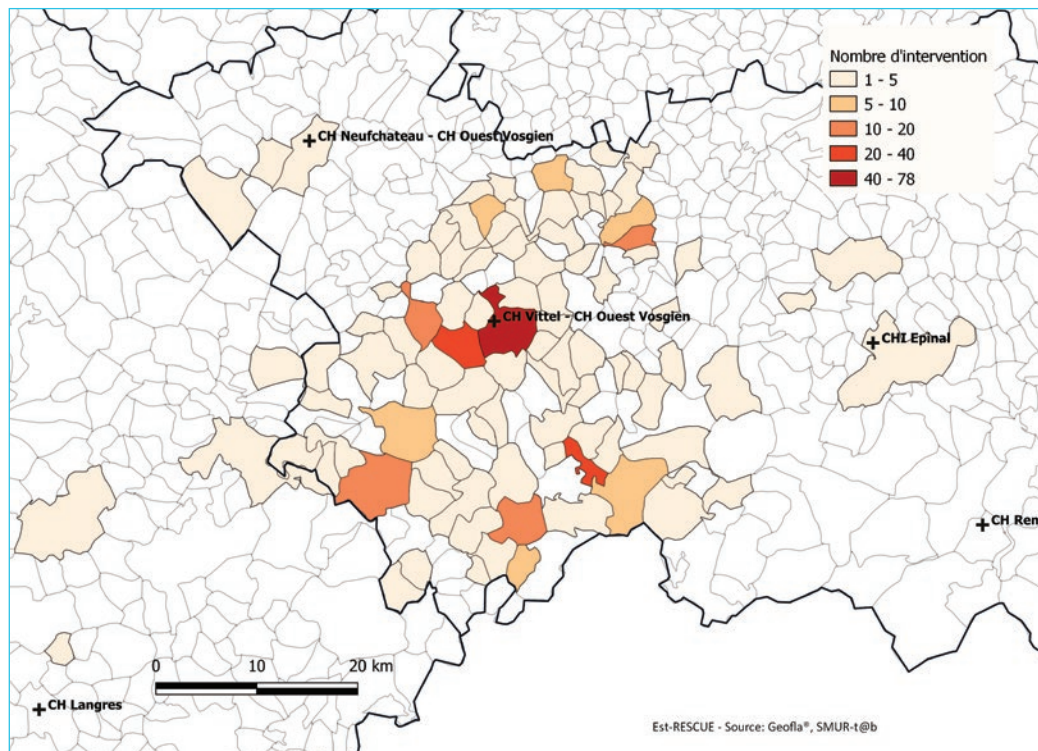 Nombre d'intervention
1 - 5
5 - 10
10 - 20
20 - 40
40 - 78
CH Neufchateau - CH Ouest Vosgien
CH Vittel - CH Ouest Vosgien
CHI Epinal
CH Rem
0 10 20 km
CH Langres
Est-RESCUE - Source: Geofla®, SMUR-t@b